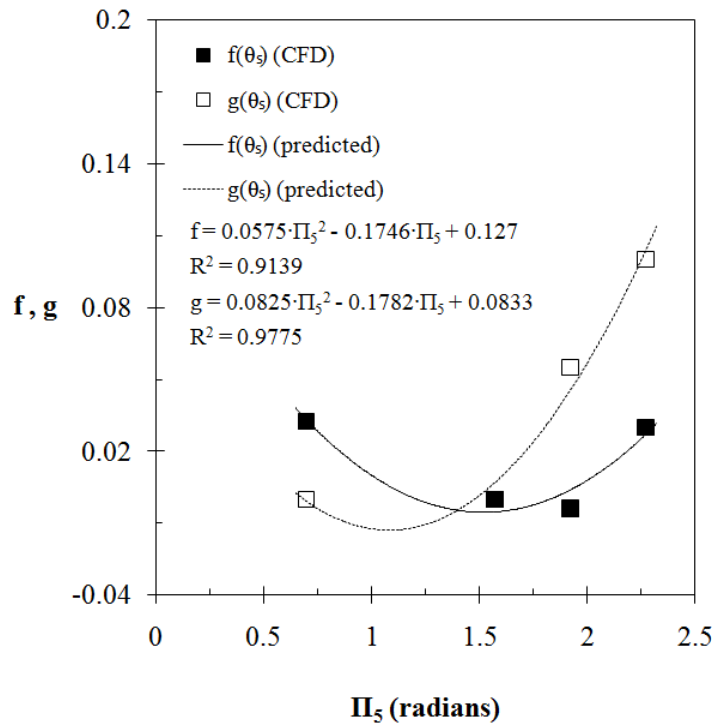 0.2
f(θ₅) (CFD)
g(θ₅) (CFD)
0.14
f(θ₅) (predicted)
g(θ₅) (predicted)
f = 0.0575·Π₅² - 0.1746·Π₅ + 0.127
R² = 0.9139
f , g
0.08
g = 0.0825·Π₅² - 0.1782·Π₅ + 0.0833
R² = 0.9775
0.02
-0.04
0 0.5 1 1.5 2 2.5
Π₅ (radians)